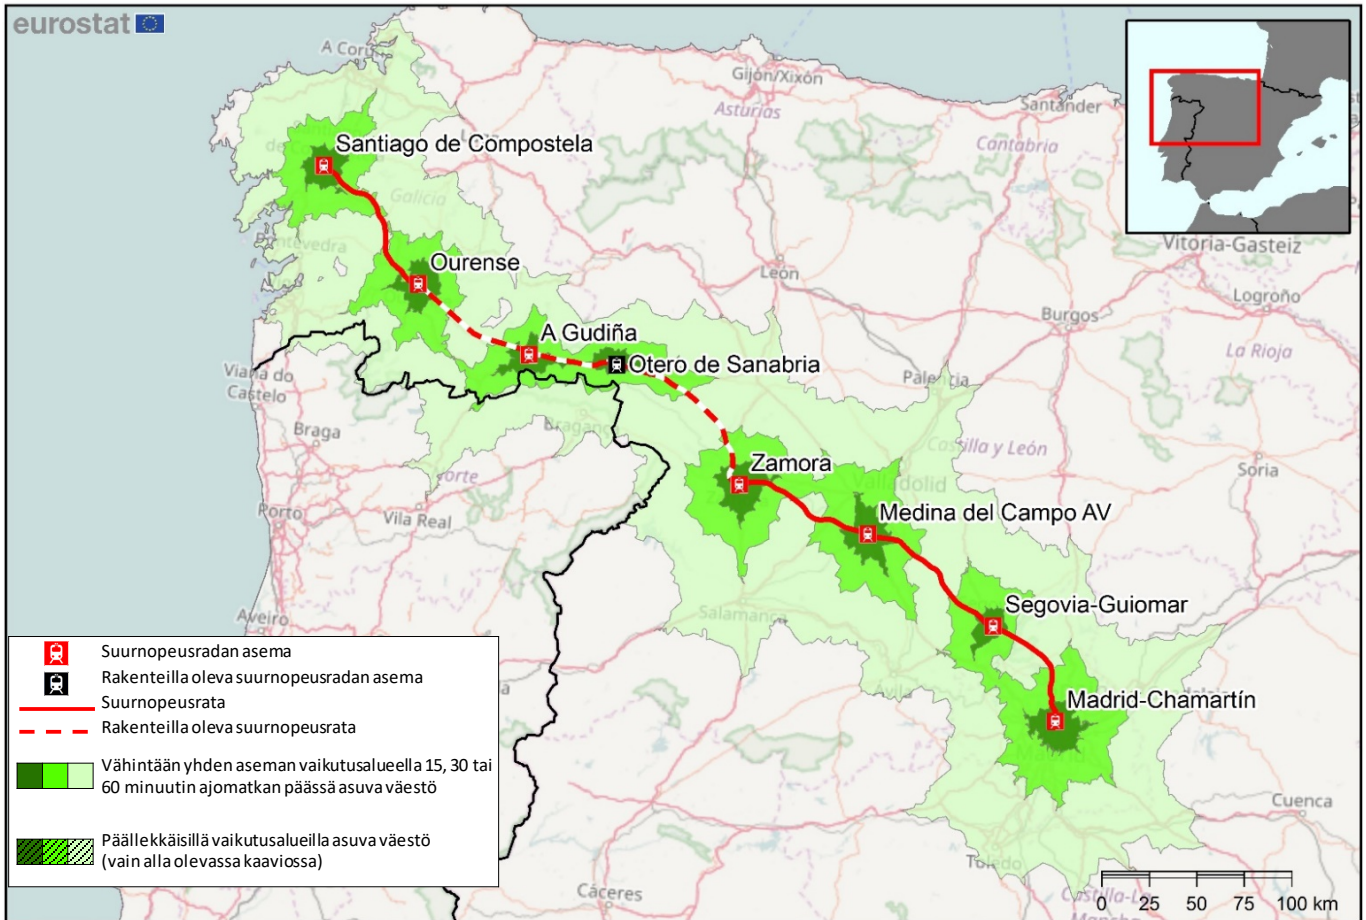 eurostat
A Coru
Gijón/Xixón
Asturias
Santander
Cantabria
Santiago de Compostela
Galicia
Vitoria-Gasteiz
Pontevedra
Ourense
León
Logroño
Burgos
A Gudiña
Otero de Sanabria
La Rioja
Viana do
Castelo
Palencia
Braga
Bragança
Castilla y León
Zamora
Soria
orte
Valladolid
Porto
Vila Real
Medina del Campo AV
Segovia-Guiomar
Salamanca
Aveiro
Ávila
Madrid-Chamartín
Suurnopeusradan asema
Rakenteilla oleva suurnopeusradan asema
Suurnopeusrata
Rakenteilla oleva suurnopeusrata
Vähintään yhden aseman vaikutusalueella 15, 30 tai
60 minuutin ajomatkan päässä asuva väestö
Päällekkäisillä vaikutusalueilla asuva väestö
(vain alla olevassa kaaviossa)
Cuenca
Toledo
Cáceres
Castilla-La
Mancha
0 25 50 75 100 km